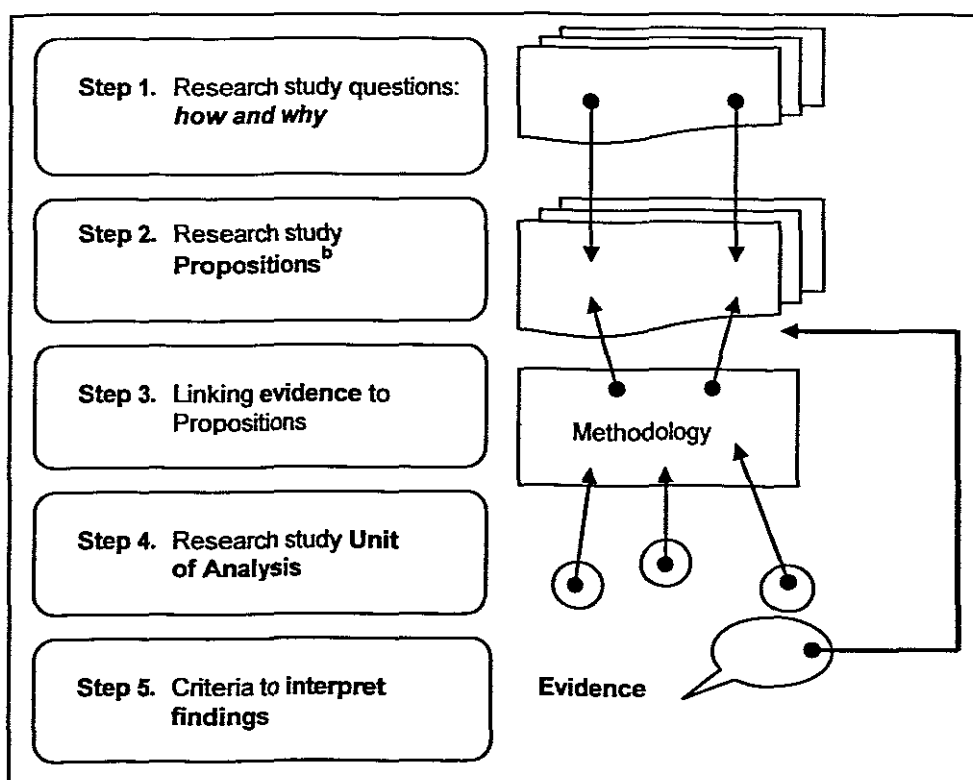 Step 1. Research study questions:
how and why
Step 2. Research study
Propositionsᵇ
Step 3. Linking evidence to
Propositions
Methodology
Step 4. Research study Unit
of Analysis
Step 5. Criteria to interpret
findings
Evidence